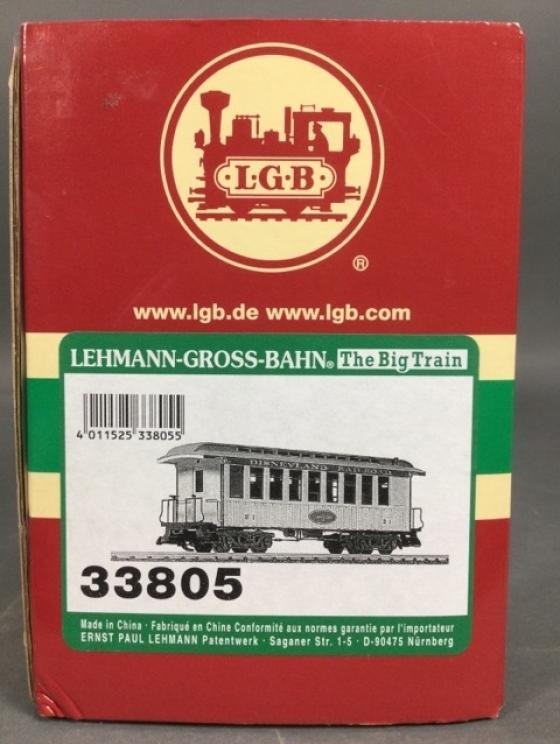 L·G·B
®
www.lgb.de www.lgb.com
LEHMANN-GROSS-BAHN® The Big Train
4 011525 338055
DISNEYLAND RAILROAD
33805
Made in China · Fabriqué en Chine Conformité aux normes garantie par l'importateur
ERNST PAUL LEHMANN Patentwerk · Saganer Str. 1-5 · D-90475 Nürnberg